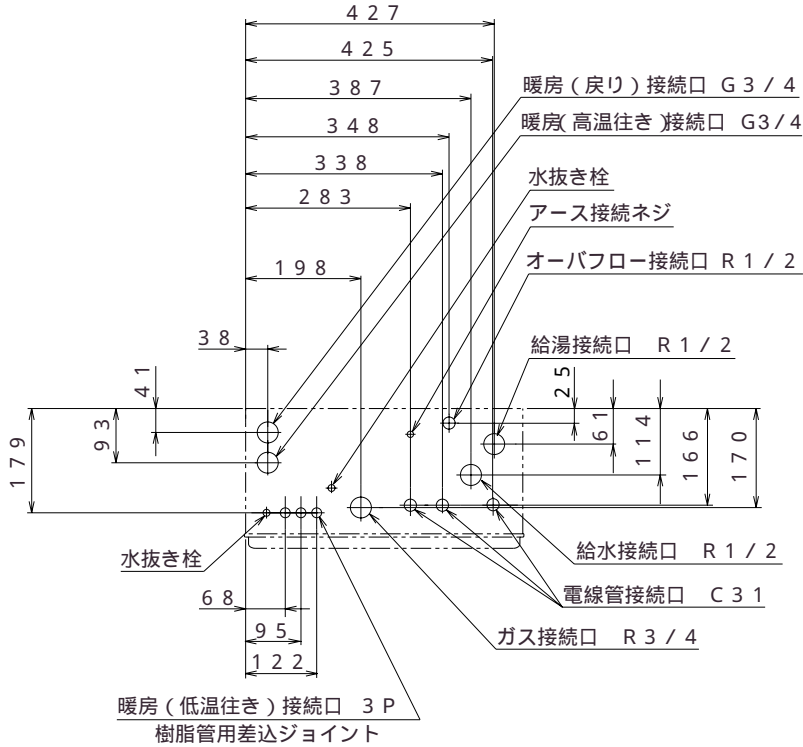 427
425
387
暖房（戻り）接続口 G3/4
348
暖房（高温往き）接続口 G3/4
338
水抜き栓
283
アース接続ネジ
198
オーバフロー接続口 R1/2
38
給湯接続口 R1/2
41
25
93
61
114
179
166
170
水抜き栓
給水接続口 R1/2
68
電線管接続口 C31
95
ガス接続口 R3/4
122
暖房（低温往き）接続口 3P
樹脂管用差込ジョイント